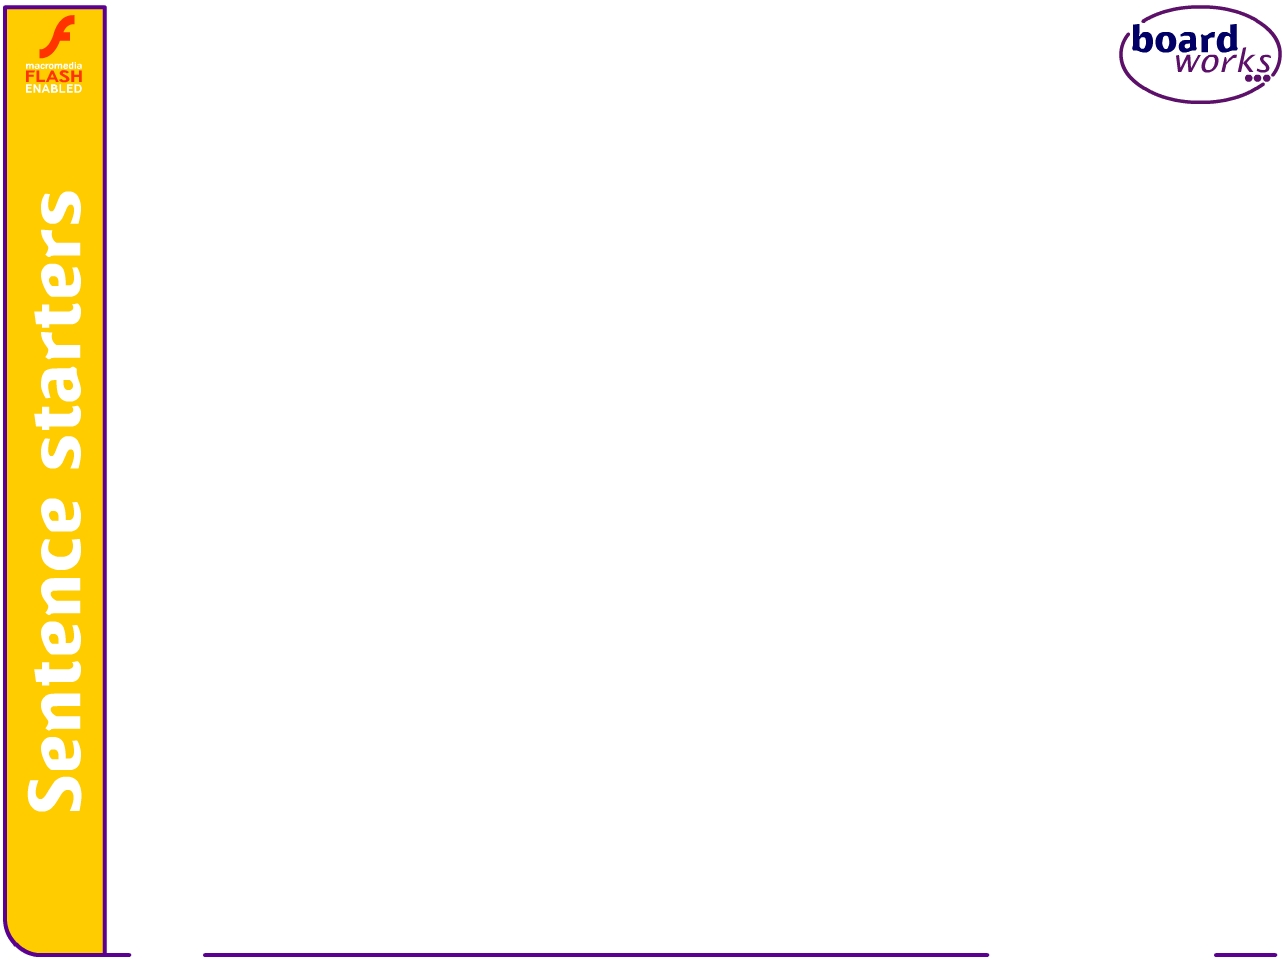 macromedia
FLASH
ENABLED
Sentence starters
board
works